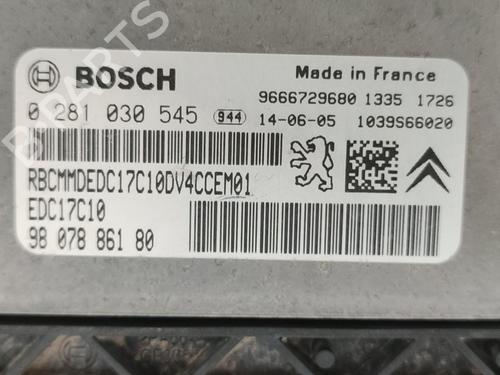 BOSCH
Made in France
9666729680 1335 1726
0 281 030 545 944 14-06-05 1039S66020
RBCMMDEDC17C10DV4CCEM01
EDC17C10
98 078 861 80